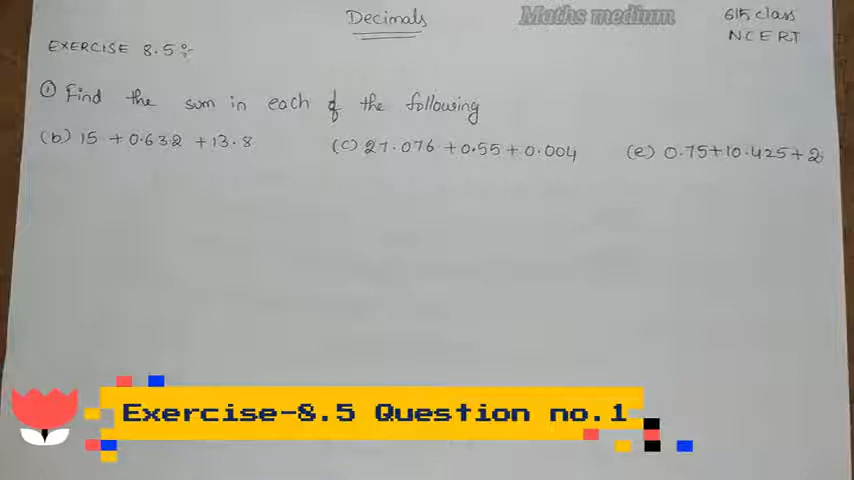 Decimals
Maths medium
6th class
NCERT
EXERCISE 8.5 :-
① Find the sum in each of the following
(b) 15 + 0.632 + 13.8
(c) 27.076 + 0.55 + 0.004
(e) 0.75 + 10.425 + 2
Exercise-8.5 Question no.1